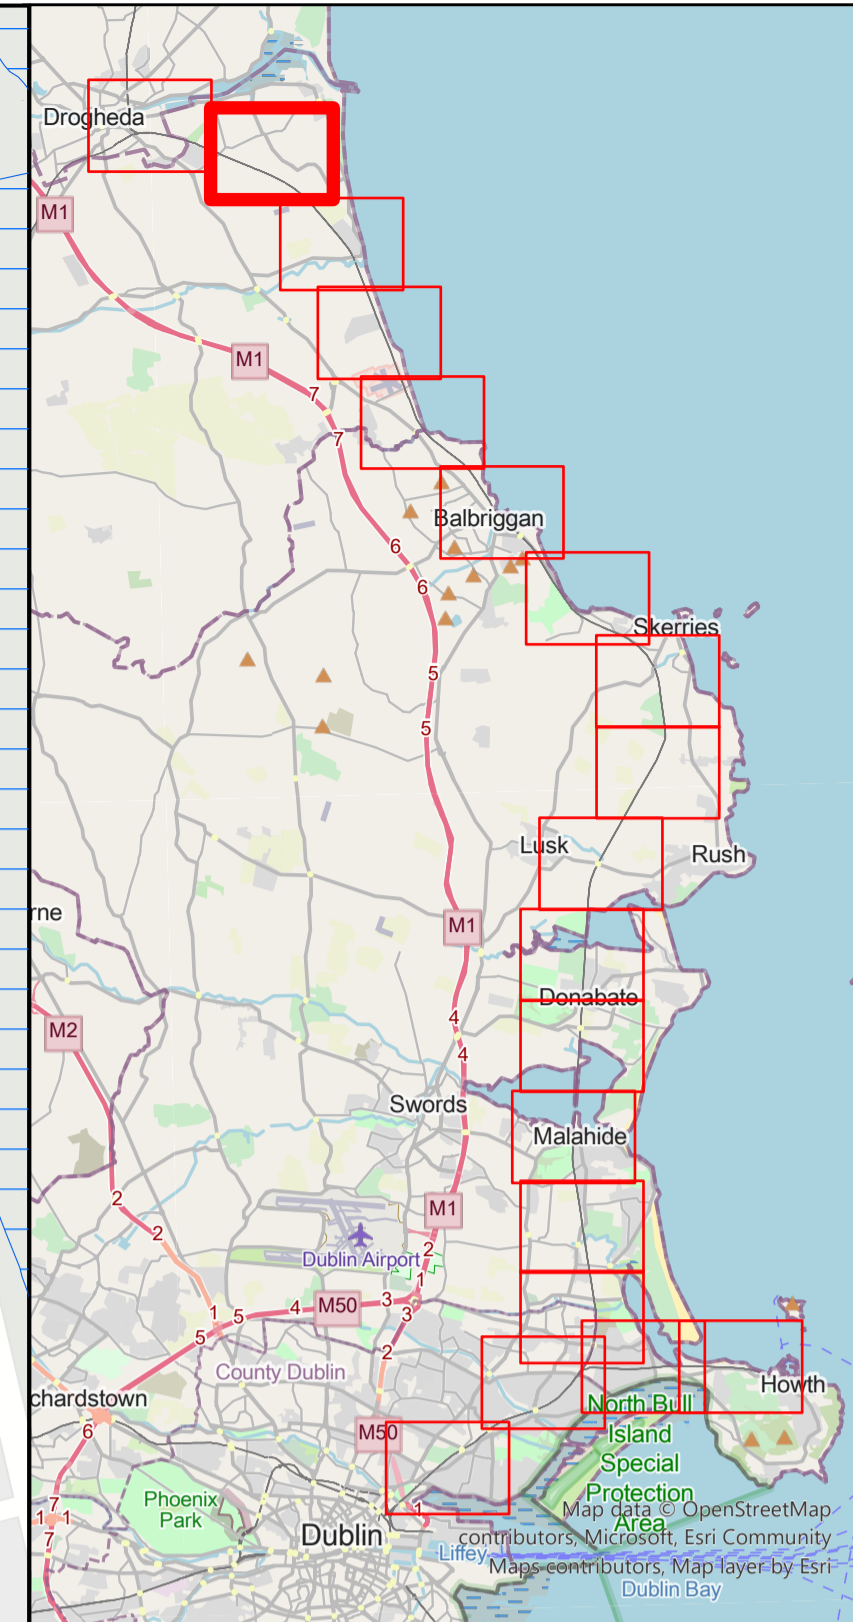 Drogheda
M1
M1
7
7
Balbriggan
6
6
Skerries
5
5
Lusk
Rush
rne
M1
Donabate
M2
4
4
Swords
Malahide
2
M1
2
Dublin Airport
2
1
M50
3
4
5
1
3
5
2
County Dublin
Howth
chardstown
North Bull
Island
Special
Protection
Area
M50
6
Phoenix
Park
7
1
1
7
1
Dublin
Liffey
Map data © OpenStreetMap
contributors, Microsoft, Esri Community
Maps contributors, Map layer by Esri
Dublin Bay